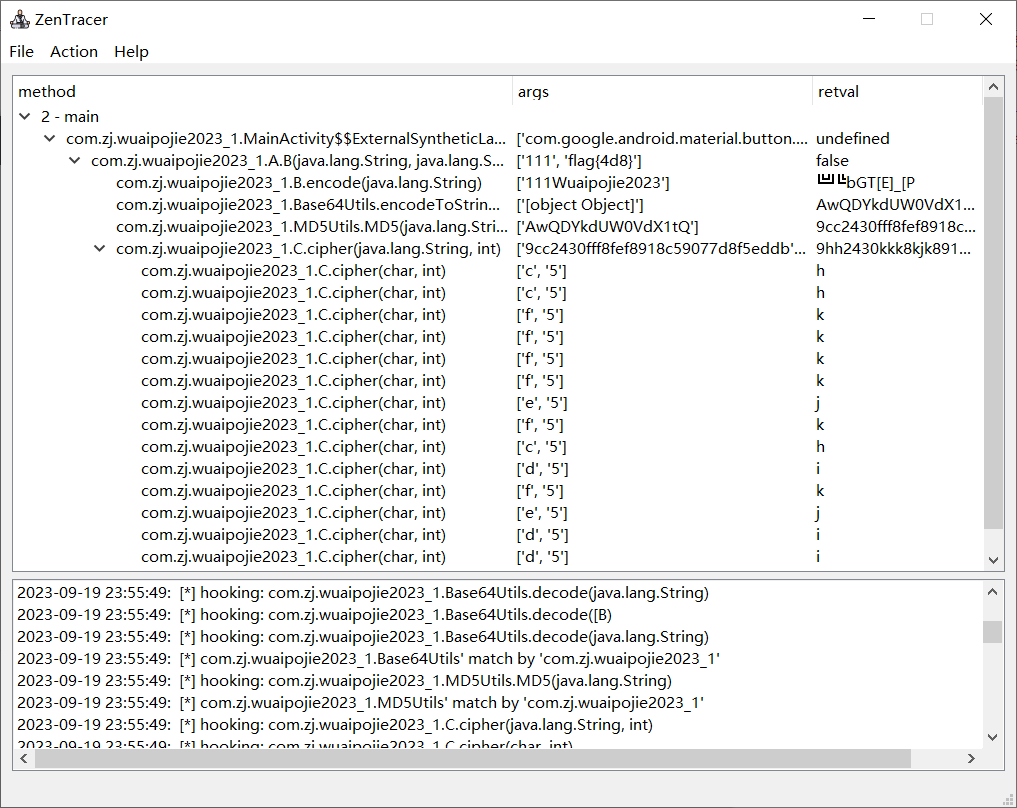 ZenTracer
File Action Help
method args retval
2 - main
com.zj.wuaipojie2023_1.MainActivity$$ExternalSyntheticLa... ['com.google.android.material.button.... undefined
com.zj.wuaipojie2023_1.A.B(java.lang.String, java.lang.S... ['111', 'flag{4d8}'] false
com.zj.wuaipojie2023_1.B.encode(java.lang.String) ['111Wuaipojie2023'] bGT[E]_[P
com.zj.wuaipojie2023_1.Base64Utils.encodeToStrin... ['[object Object]'] AwQDYkdUW0VdX1...
com.zj.wuaipojie2023_1.MD5Utils.MD5(java.lang.Stri... ['AwQDYkdUW0VdX1tQ'] 9cc2430fff8fef8918c...
com.zj.wuaipojie2023_1.C.cipher(java.lang.String, int) ['9cc2430fff8fef8918c59077d8f5eddb'... 9hh2430kkk8kjk891...
com.zj.wuaipojie2023_1.C.cipher(char, int) ['c', '5'] h
com.zj.wuaipojie2023_1.C.cipher(char, int) ['c', '5'] h
com.zj.wuaipojie2023_1.C.cipher(char, int) ['f', '5'] k
com.zj.wuaipojie2023_1.C.cipher(char, int) ['f', '5'] k
com.zj.wuaipojie2023_1.C.cipher(char, int) ['f', '5'] k
com.zj.wuaipojie2023_1.C.cipher(char, int) ['f', '5'] k
com.zj.wuaipojie2023_1.C.cipher(char, int) ['e', '5'] j
com.zj.wuaipojie2023_1.C.cipher(char, int) ['f', '5'] k
com.zj.wuaipojie2023_1.C.cipher(char, int) ['c', '5'] h
com.zj.wuaipojie2023_1.C.cipher(char, int) ['d', '5'] i
com.zj.wuaipojie2023_1.C.cipher(char, int) ['f', '5'] k
com.zj.wuaipojie2023_1.C.cipher(char, int) ['e', '5'] j
com.zj.wuaipojie2023_1.C.cipher(char, int) ['d', '5'] i
com.zj.wuaipojie2023_1.C.cipher(char, int) ['d', '5'] i
2023-09-19 23:55:49: [*] hooking: com.zj.wuaipojie2023_1.Base64Utils.decode(java.lang.String)
2023-09-19 23:55:49: [*] hooking: com.zj.wuaipojie2023_1.Base64Utils.decode([B)
2023-09-19 23:55:49: [*] hooking: com.zj.wuaipojie2023_1.Base64Utils.decode(java.lang.String)
2023-09-19 23:55:49: [*] com.zj.wuaipojie2023_1.Base64Utils' match by 'com.zj.wuaipojie2023_1'
2023-09-19 23:55:49: [*] hooking: com.zj.wuaipojie2023_1.MD5Utils.MD5(java.lang.String)
2023-09-19 23:55:49: [*] com.zj.wuaipojie2023_1.MD5Utils' match by 'com.zj.wuaipojie2023_1'
2023-09-19 23:55:49: [*] hooking: com.zj.wuaipojie2023_1.C.cipher(java.lang.String, int)
2023-09-19 23:55:49: [*] hooking: com.zj.wuaipojie2023_1.C.cipher(char, int)